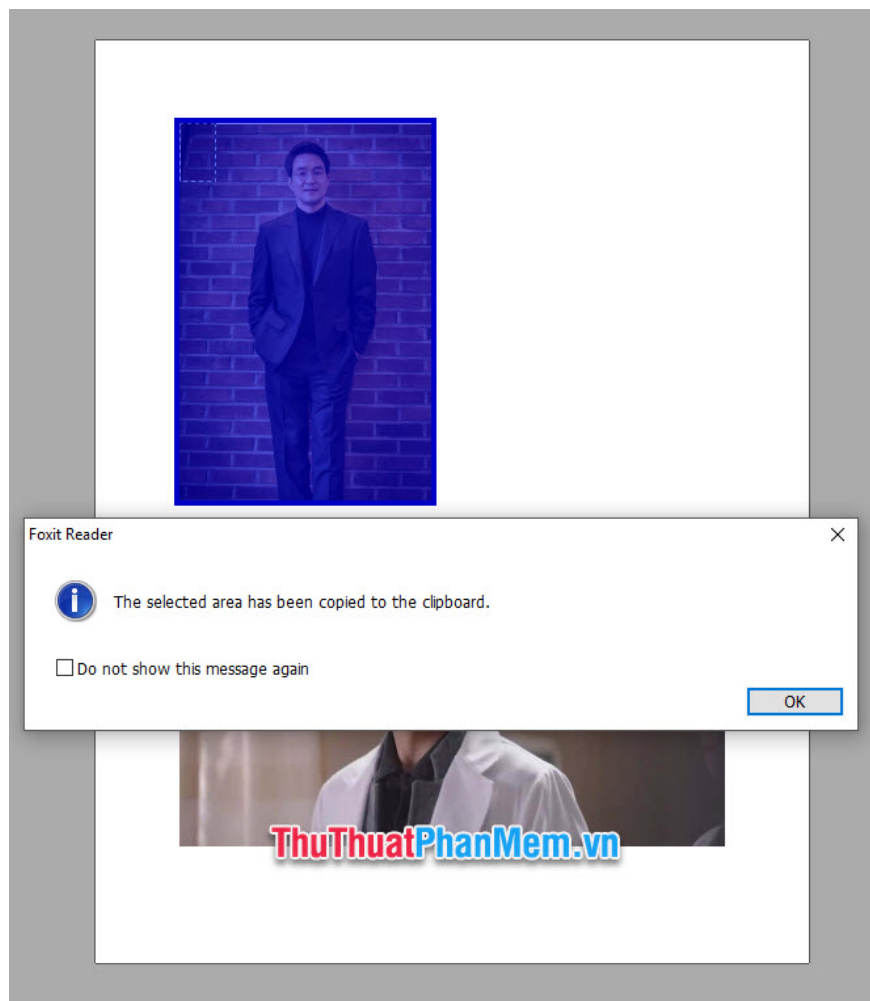 Foxit Reader
The selected area has been copied to the clipboard.
Do not show this message again
OK
ThuThuatPhanMem.vn